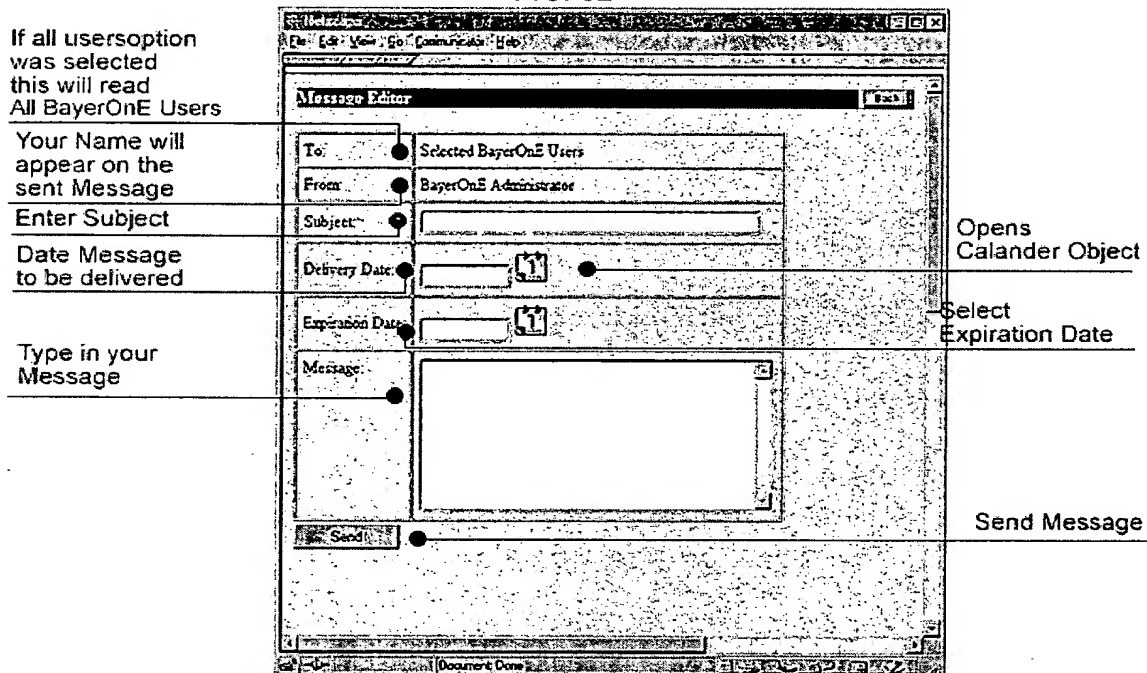 If all usersoption
was selected
this will read
All BayerOnE Users
Your Name will
appear on the
sent Message
Enter Subject
Date Message
to be delivered
Type in your
Message
Netscape
File Edit View Go Communicator Help
Message Editor
Back
To:
Selected BayerOnE Users
From:
BayerOnE Administrator
Subject:
Delivery Date:
1
Expiration Date:
1
Message:
Send
Document Done
Opens
Calander Object
Select
Expiration Date
Send Message